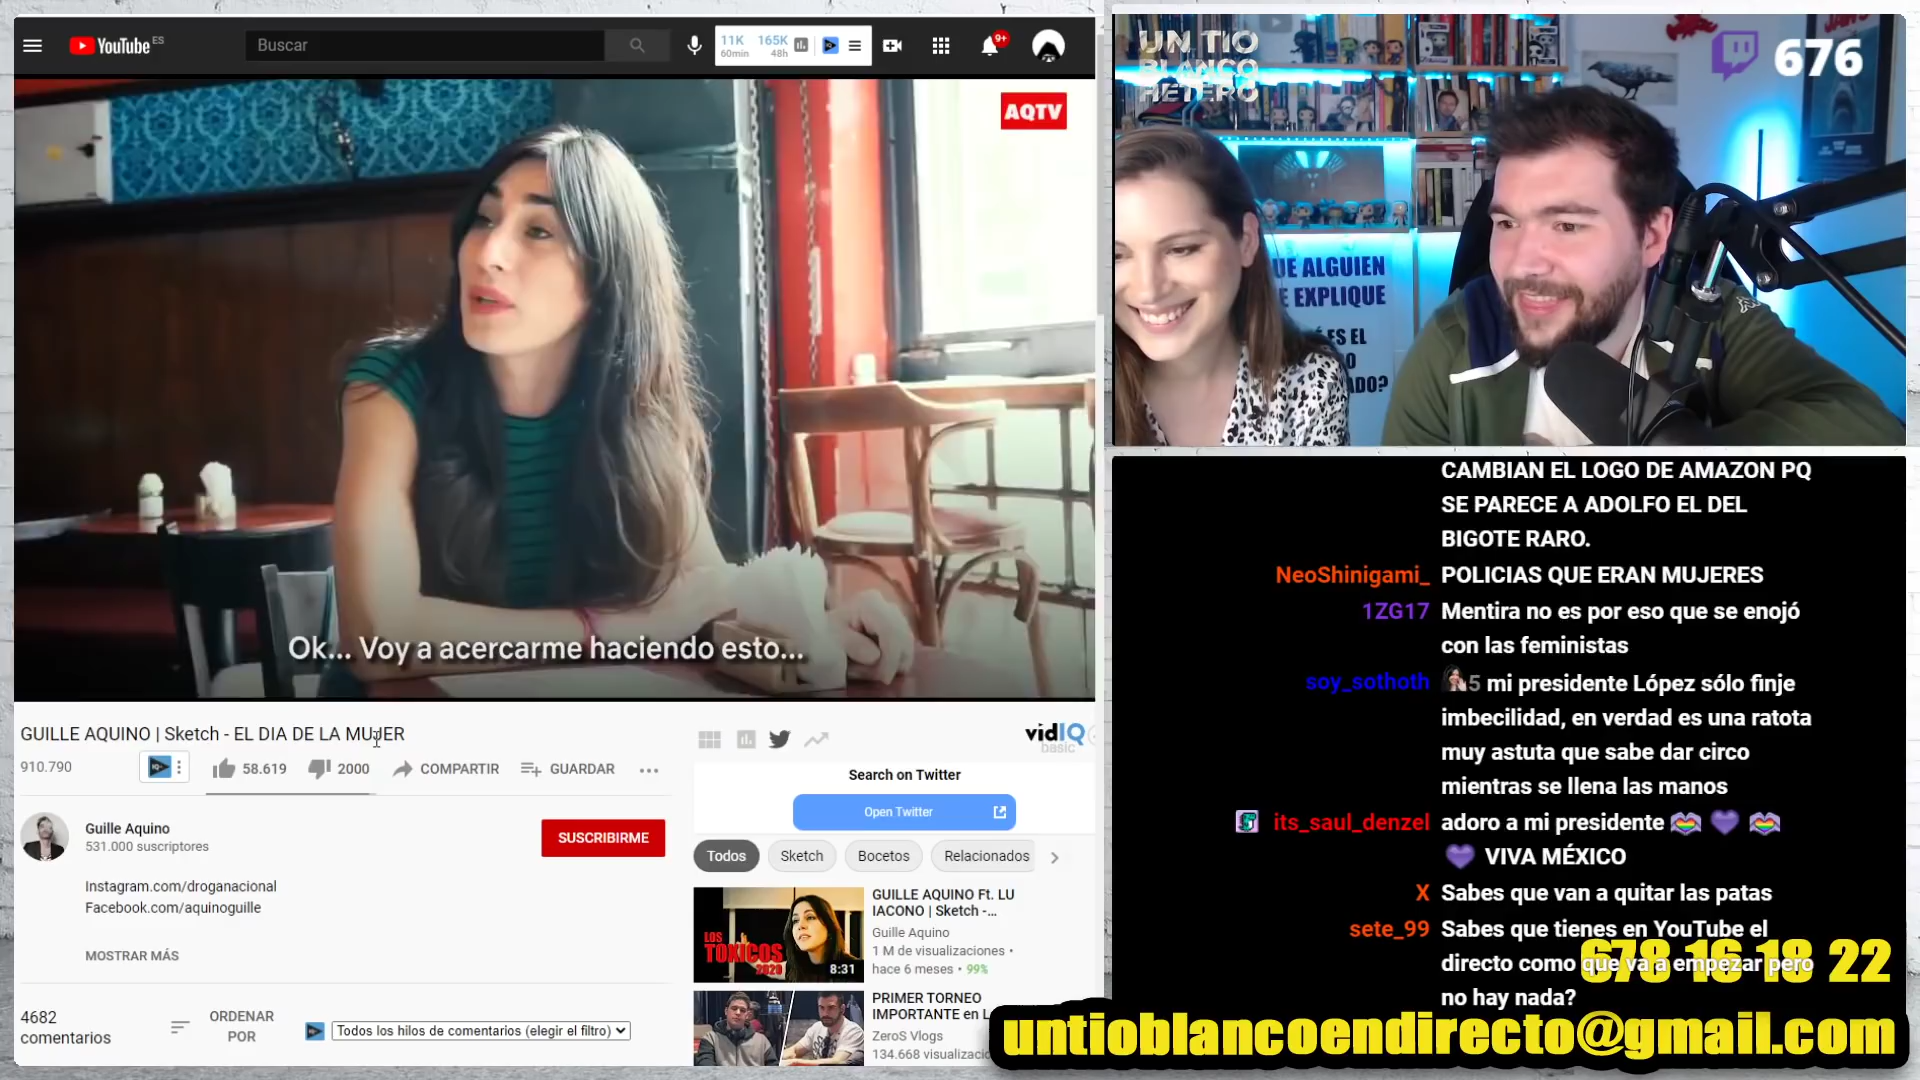 YouTube ES
Buscar
11K
60min
165K
48h
9+
AQTV
Ok... Voy a acercarme haciendo esto...
GUILLE AQUINO | Sketch - EL DIA DE LA MUJER
910.790
58.619
2000
COMPARTIR
GUARDAR
Guille Aquino
531.000 suscriptores
SUSCRIBIRME
Instagram.com/droganacional
Facebook.com/aquinoguille
MOSTRAR MÁS
4682
comentarios
ORDENAR
POR
Todos los hilos de comentarios (elegir el filtro)
vidIQ
basic
Search on Twitter
Open Twitter
Todos
Sketch
Bocetos
Relacionados
LOS
TOXICOS
2020
8:31
GUILLE AQUINO Ft. LU
IACONO | Sketch -...
Guille Aquino
1 M de visualizaciones •
hace 6 meses • 99%
PRIMER TORNEO
IMPORTANTE en L
ZeroS Vlogs
134.668 visualizaci
UN TIO
BLANCO
HETERO
676
UE ALGUIEN
E EXPLIQUE
ES EL
O
ADO?
CAMBIAN EL LOGO DE AMAZON PQ
SE PARECE A ADOLFO EL DEL
BIGOTE RARO.
NeoShinigami_ POLICIAS QUE ERAN MUJERES
1ZG17 Mentira no es por eso que se enojó
con las feministas
soy_sothoth 5 mi presidente López sólo finje
imbecilidad, en verdad es una ratota
muy astuta que sabe dar circo
mientras se llena las manos
its_saul_denzel adoro a mi presidente
VIVA MÉXICO
X Sabes que van a quitar las patas
sete_99 Sabes que tienes en YouTube el
directo como que va a empezar pero
no hay nada?
678 16 18 22
untioblancoendirecto@gmail.com